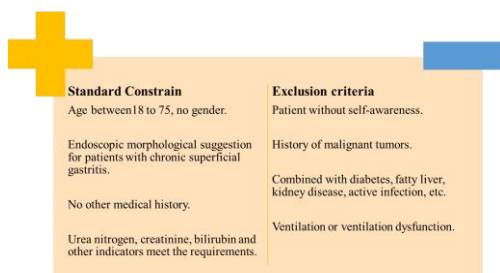 Standard Constrain
Age between18 to 75, no gender.
Endoscopic morphological suggestion
for patients with chronic superficial
gastritis.
No other medical history.
Urea nitrogen, creatinine, bilirubin and
other indicators meet the requirements.
Exclusion criteria
Patient without self-awareness.
History of malignant tumors.
Combined with diabetes, fatty liver,
kidney disease, active infection, etc.
Ventilation or ventilation dysfunction.